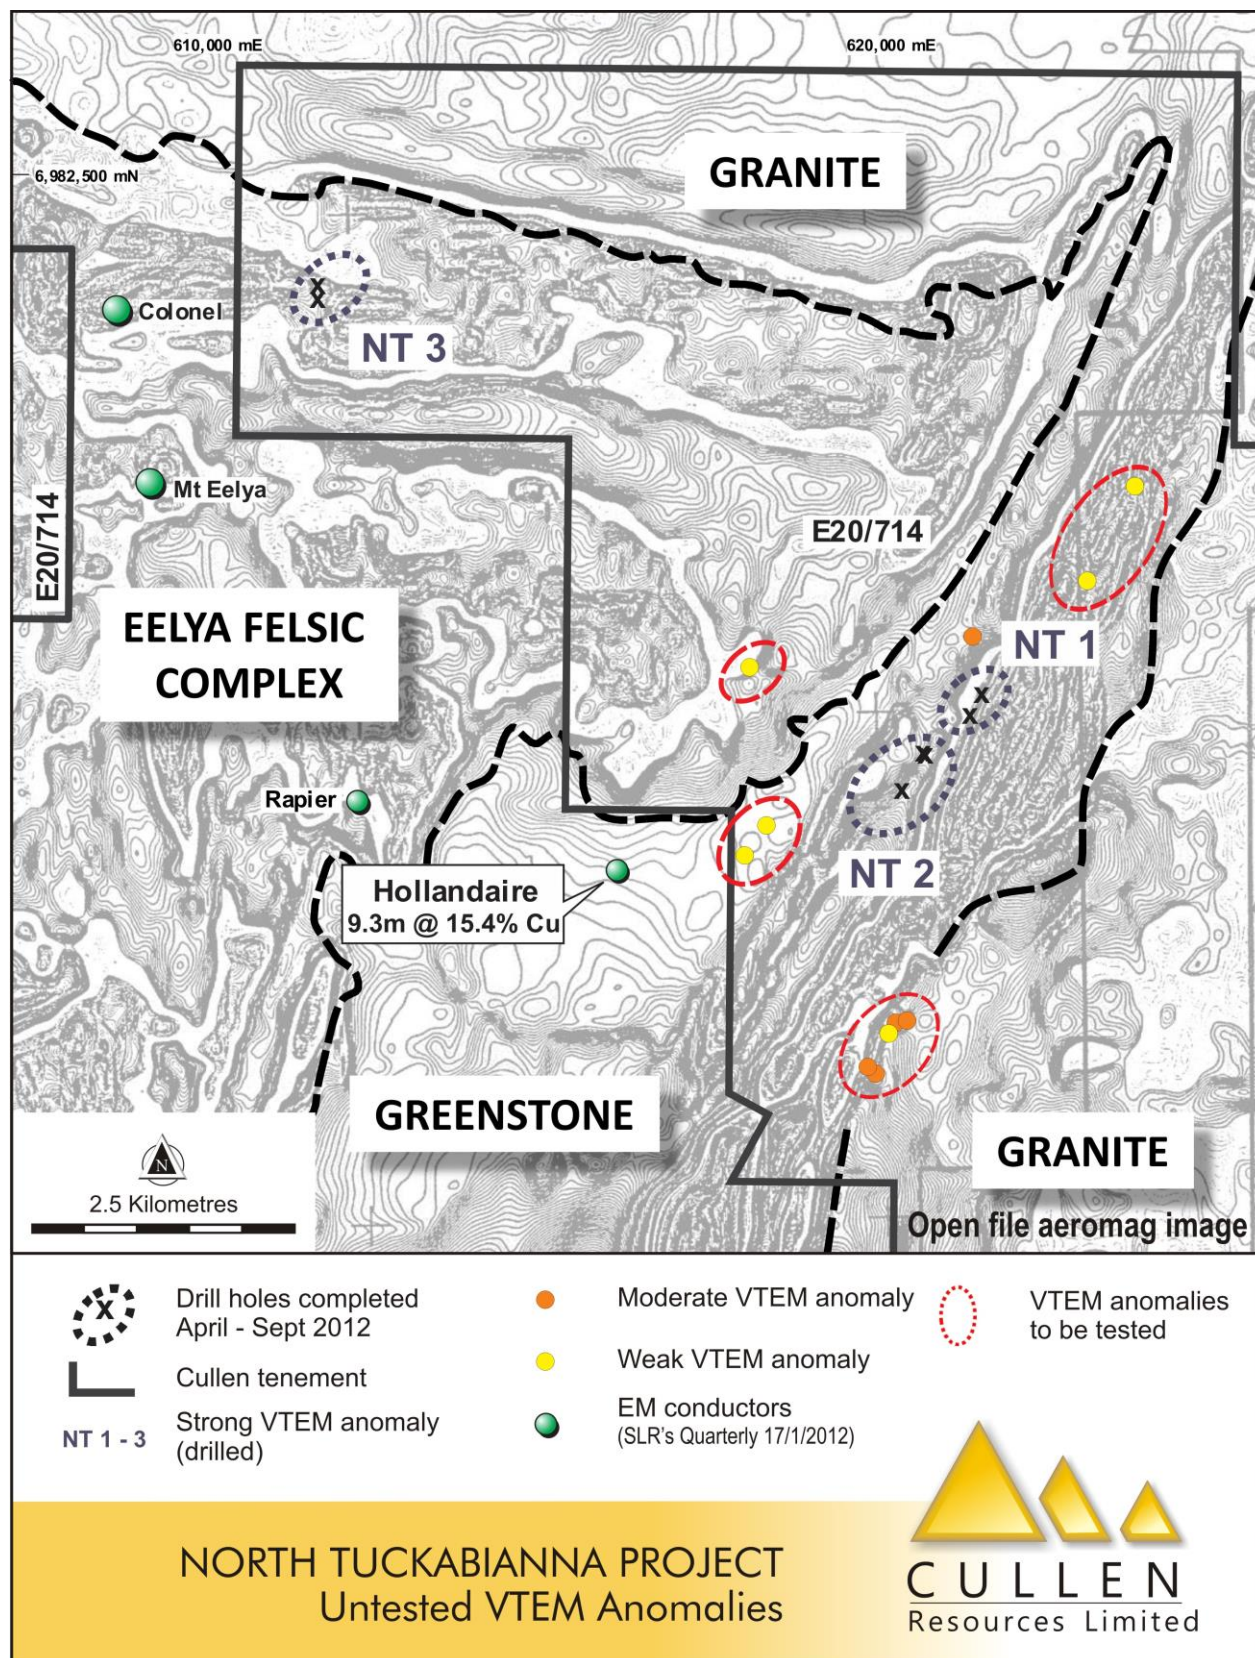 610,000 mE
620,000 mE
GRANITE
6,982,500 mN
x
x
Colonel
NT 3
Mt Eelya
E20/714
E20/714
EELYA FELSIC
COMPLEX
NT 1
x
x
x
x
Rapier
NT 2
Hollandaire
9.3m @ 15.4% Cu
GREENSTONE
GRANITE
N
2.5 Kilometres
Open file aeromag image
x
Drill holes completed
April - Sept 2012
Cullen tenement
NT 1 - 3
Strong VTEM anomaly
(drilled)
Moderate VTEM anomaly
Weak VTEM anomaly
EM conductors
(SLR's Quarterly 17/1/2012)
VTEM anomalies
to be tested
NORTH TUCKABIANNA PROJECT
Untested VTEM Anomalies
CULLEN
Resources Limited